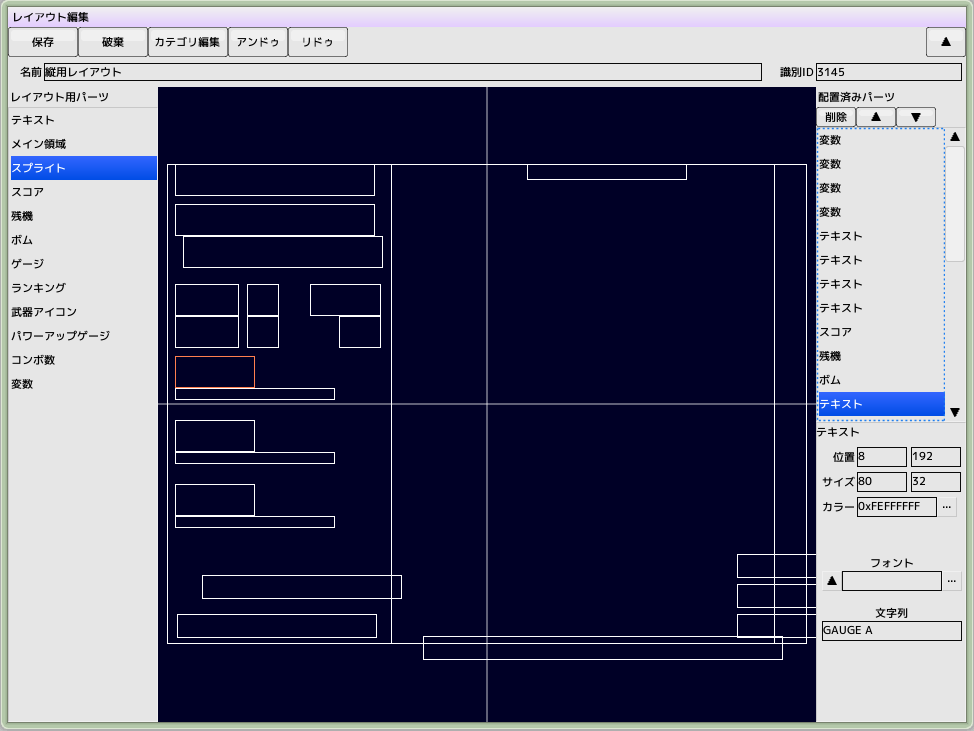 レイアウト編集
保存 破棄 カテゴリ編集 アンドゥ リドゥ ▲
名前 縦用レイアウト 識別ID 3145
レイアウト用パーツ
テキスト
メイン領域
スプライト
スコア
残機
ボム
ゲージ
ランキング
武器アイコン
パワーアップゲージ
コンボ数
変数
配置済みパーツ
削除 ▲ ▼
変数
変数
変数
変数
テキスト
テキスト
テキスト
テキスト
スコア
残機
ボム
テキスト
テキスト
位置 8 192
サイズ 80 32
カラー 0xFEFFFFFF ...
フォント
▲ ...
文字列
GAUGE A